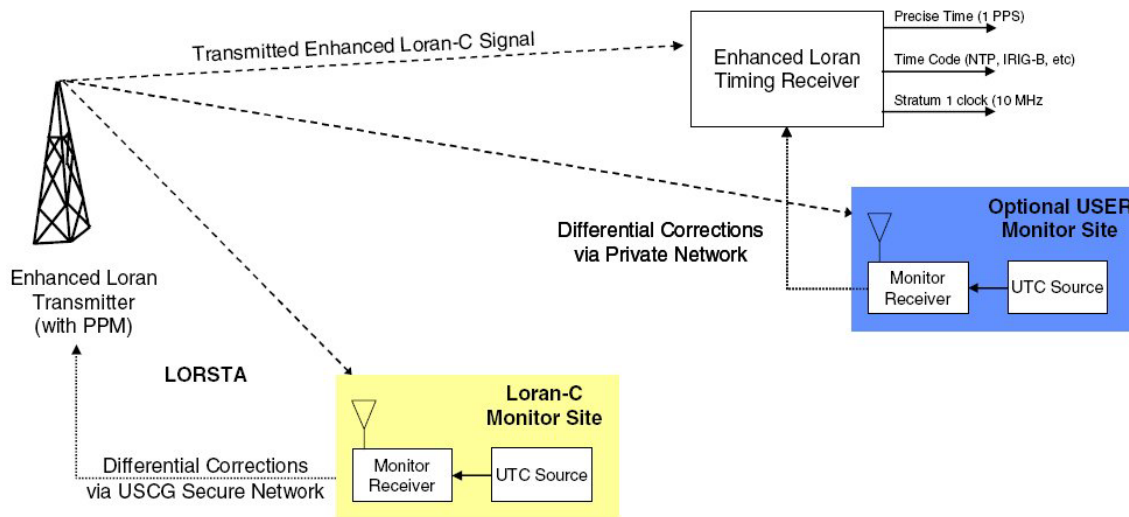 Transmitted Enhanced Loran-C Signal
Enhanced Loran
Timing Receiver
Precise Time (1 PPS)
Time Code (NTP, IRIG-B, etc)
Stratum 1 clock (10 MHz
Differential Corrections
via Private Network
Optional USER
Monitor Site
Monitor
Receiver
UTC Source
Enhanced Loran
Transmitter
(with PPM)
LORSTA
Loran-C
Monitor Site
Monitor
Receiver
UTC Source
Differential Corrections
via USCG Secure Network